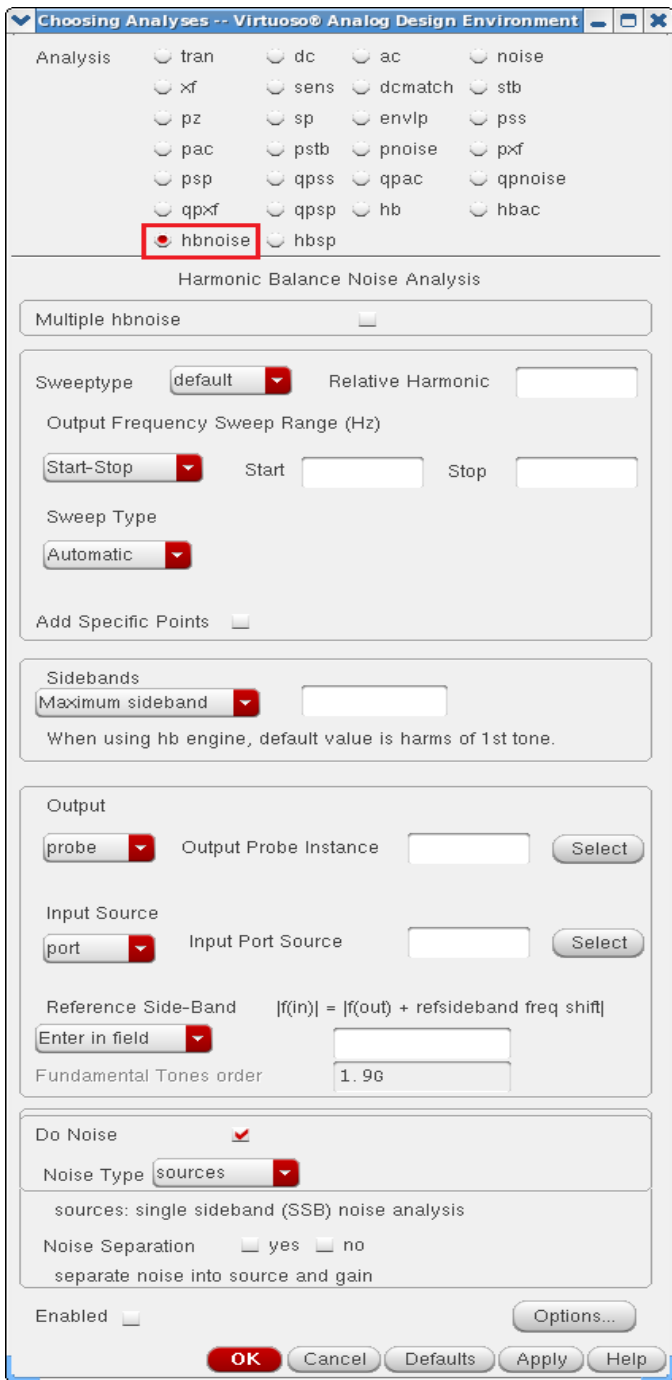 Choosing Analyses -- Virtuoso® Analog Design Environment
Analysis tran dc ac noise
xf sens dcmatch stb
pz sp envlp pss
pac pstb pnoise pxf
psp qpss qpac qpnoise
qpxf qpsp hb hbac
hbnoise hbsp
Harmonic Balance Noise Analysis
Multiple hbnoise
Sweeptype default Relative Harmonic
Output Frequency Sweep Range (Hz)
Start-Stop Start Stop
Sweep Type
Automatic
Add Specific Points
Sidebands
Maximum sideband
When using hb engine, default value is harms of 1st tone.
Output
probe Output Probe Instance Select
Input Source
port Input Port Source Select
Reference Side-Band |f(in)| = |f(out) + refsideband freq shift|
Enter in field
Fundamental Tones order 1.9G
Do Noise
Noise Type sources
sources: single sideband (SSB) noise analysis
Noise Separation yes no
separate noise into source and gain
Enabled Options...
OK Cancel Defaults Apply Help